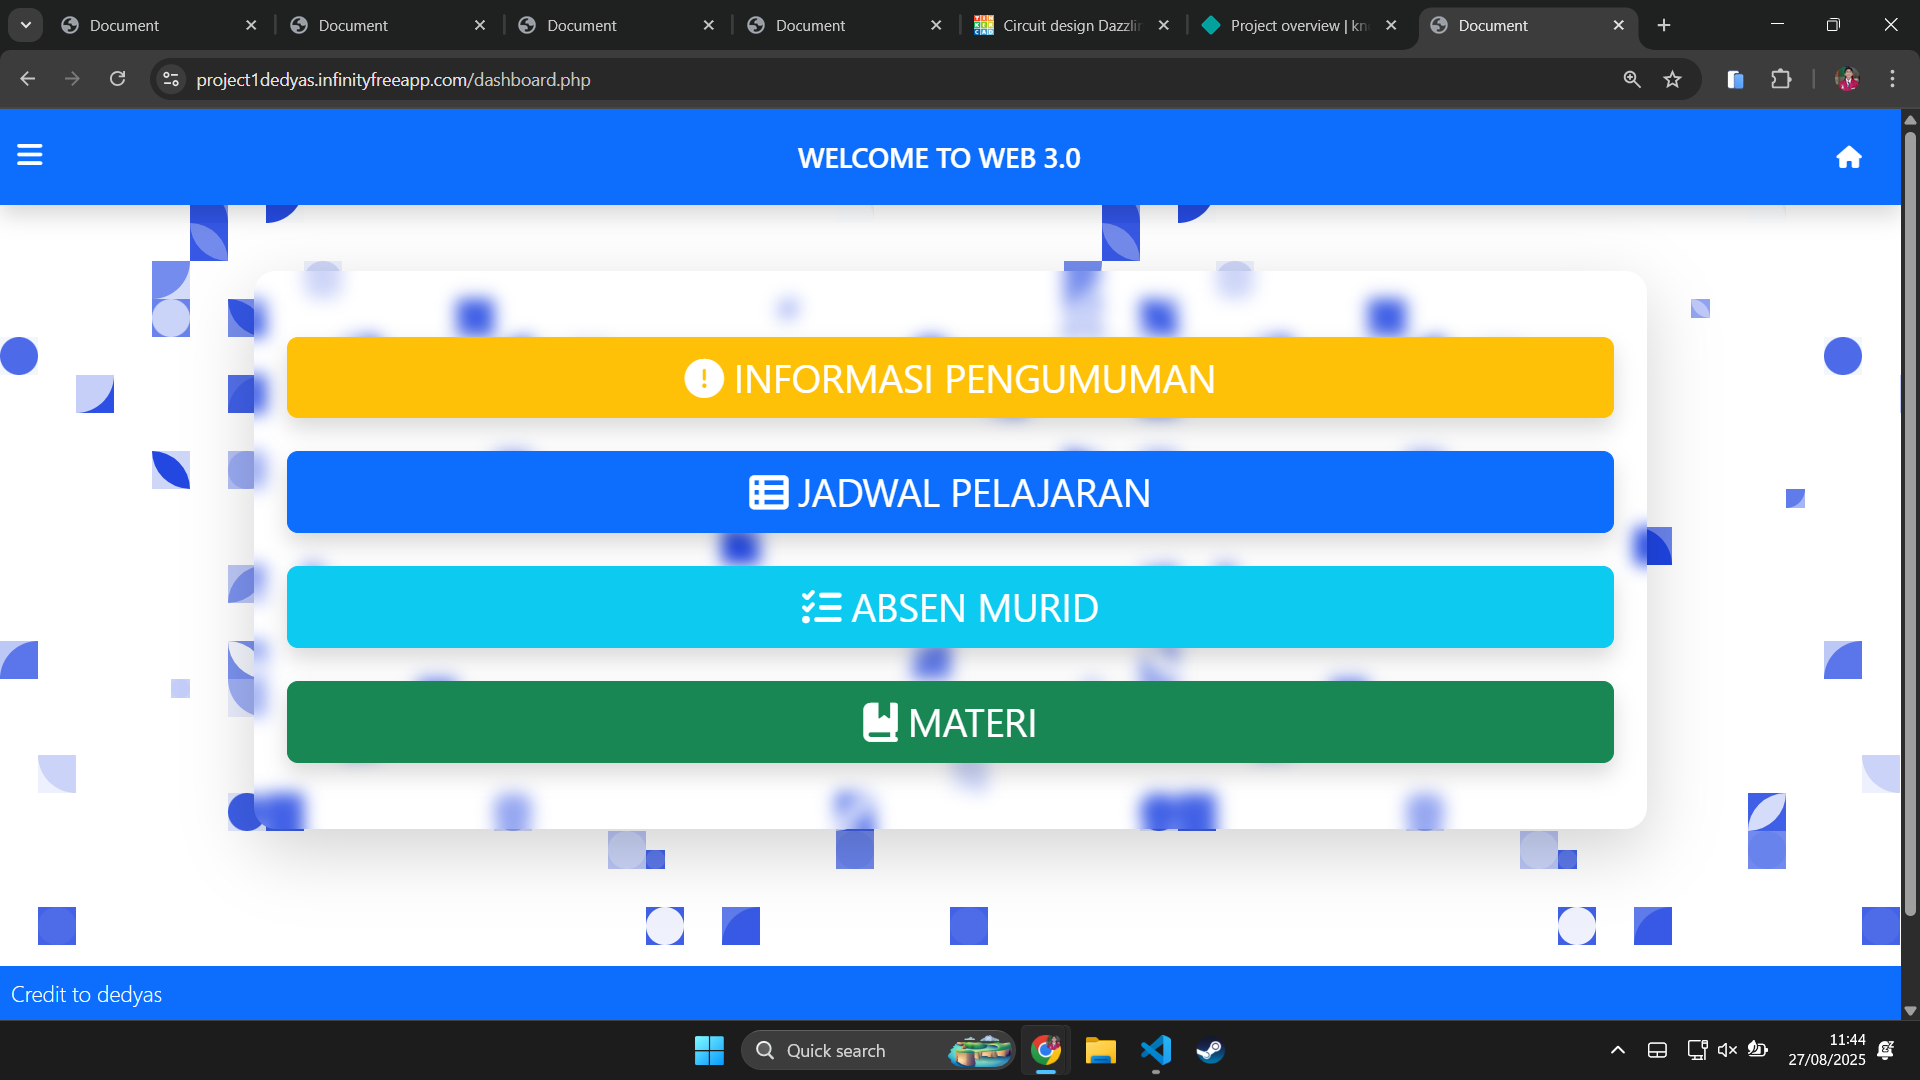 Document
Document
Document
Document
Circuit design Dazzlin
Project overview | kn
Document
project1dedyas.infinityfreeapp.com/dashboard.php
WELCOME TO WEB 3.0
INFORMASI PENGUMUMAN
JADWAL PELAJARAN
ABSEN MURID
MATERI
Credit to dedyas
Quick search
11:44
27/08/2025